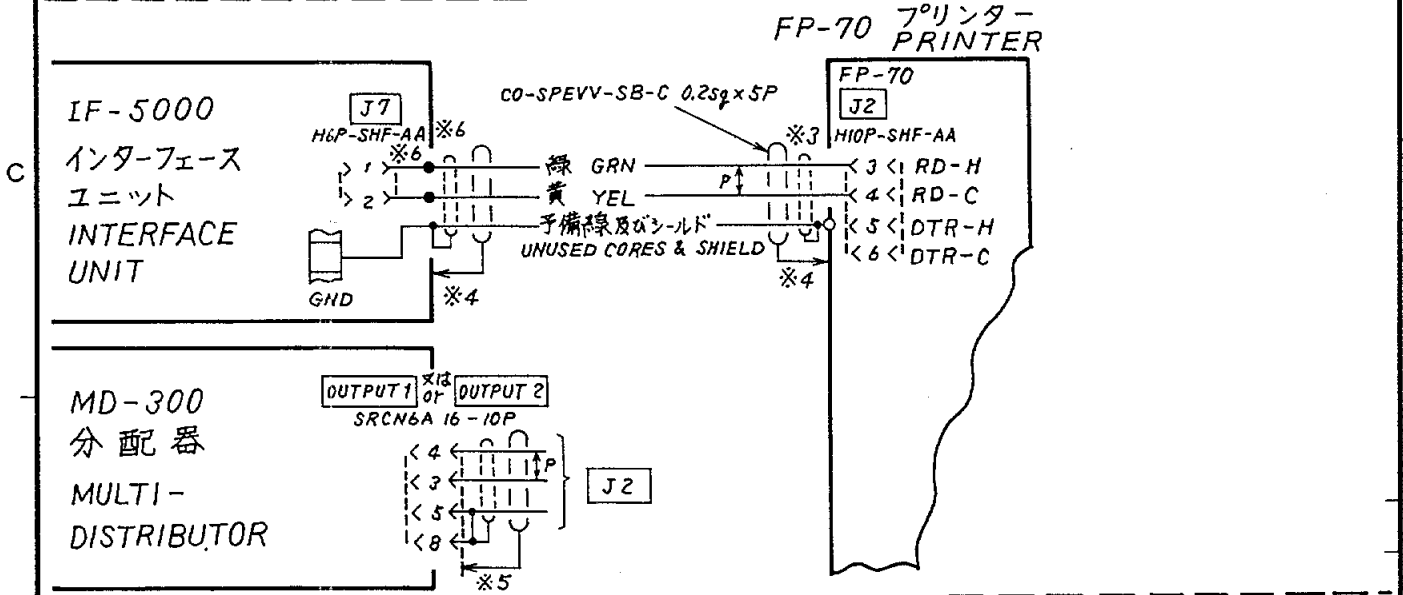 FP-70 プリンター
PRINTER
C
IF-5000
インターフェース
ユニット
INTERFACE
UNIT
J7
H6P-SHF-AA ※6
※6
1
2
GND
※4
CO-SPEVV-SB-C 0.2sq×5P
緑 GRN
黄 YEL
予備線及びシールド
UNUSED CORES & SHIELD
P
※3
※4
FP-70
J2
H10P-SHF-AA
3 RD-H
4 RD-C
5 DTR-H
6 DTR-C
MD-300
分配器
MULTI-
DISTRIBUTOR
OUTPUT 1 又は or OUTPUT 2
SRCN6A 16-10P
4
3
5
8
P
※5
J2